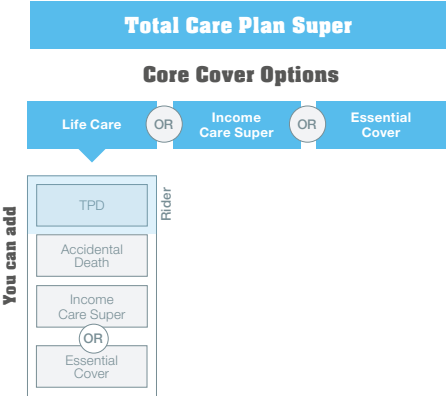 Total Care Plan Super
Core Cover Options
Life Care
OR
Income
Care Super
OR
Essential
Cover
You can add
TPD
Rider
Accidental
Death
Income
Care Super
OR
Essential
Cover